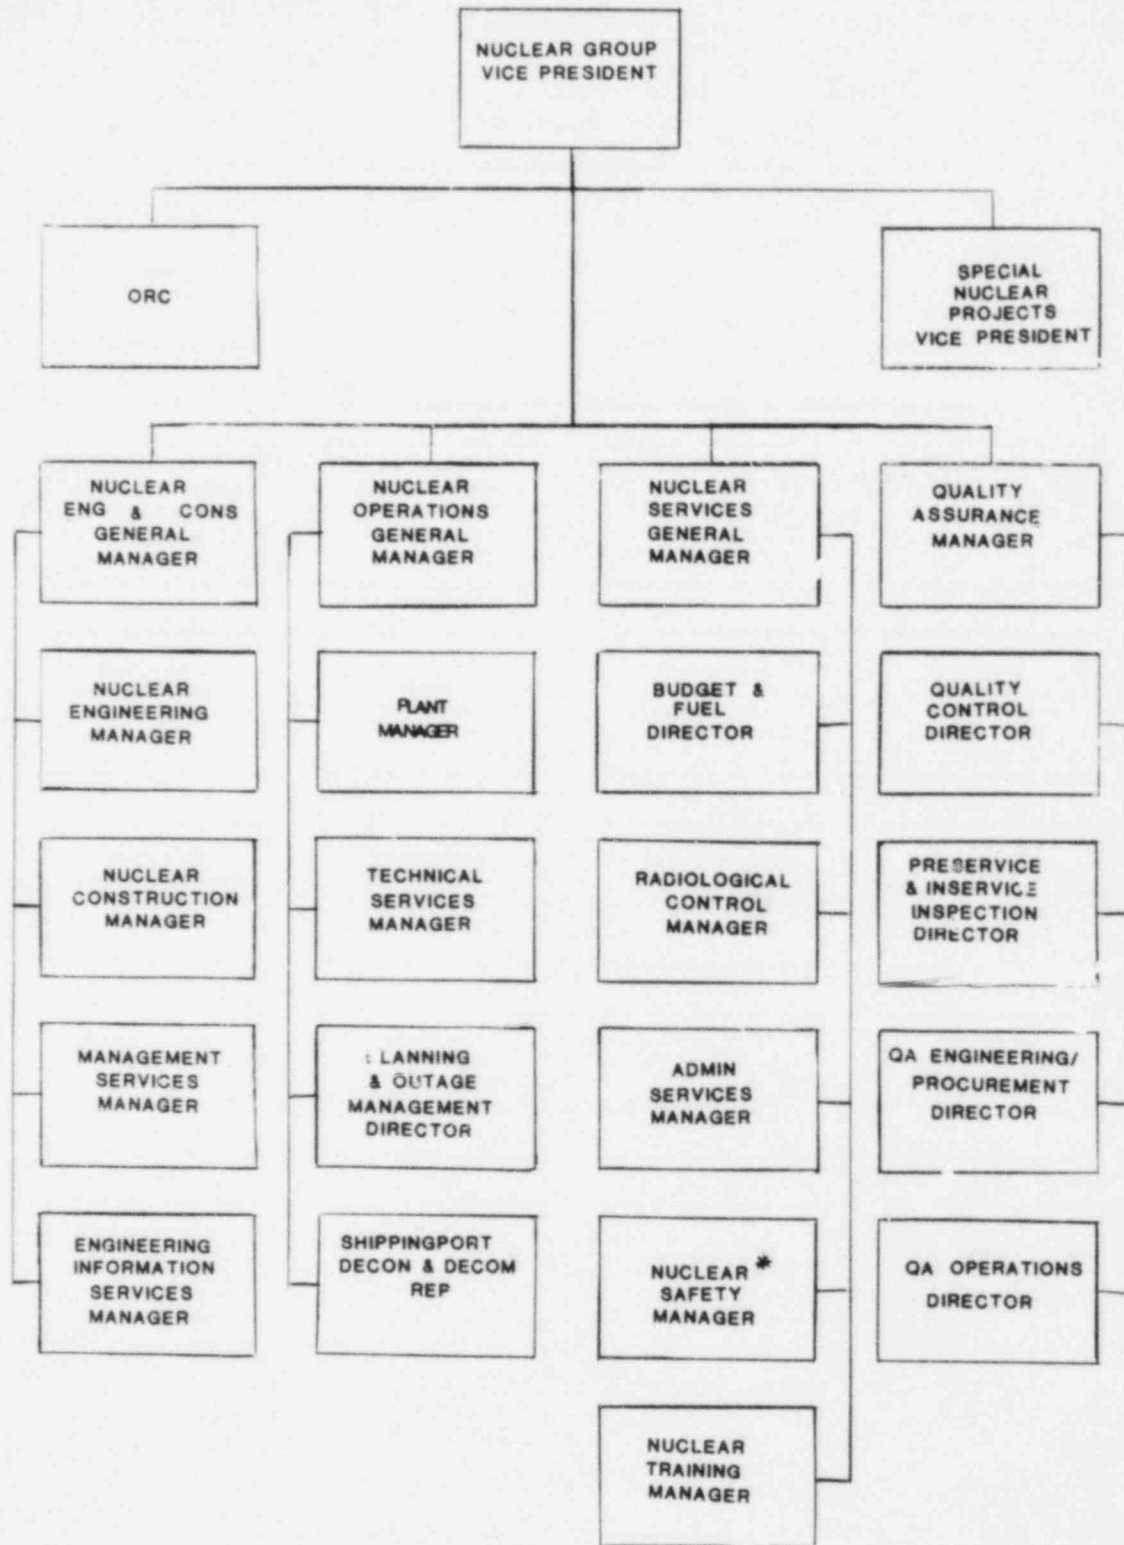 NUCLEAR GROUP
VICE PRESIDENT
ORC
SPECIAL
NUCLEAR
PROJECTS
VICE PRESIDENT
NUCLEAR
ENG & CONS
GENERAL
MANAGER
NUCLEAR
OPERATIONS
GENERAL
MANAGER
NUCLEAR
SERVICES
GENERAL
MANAGER
QUALITY
ASSURANCE
MANAGER
NUCLEAR
ENGINEERING
MANAGER
PLANT
MANAGER
BUDGET &
FUEL
DIRECTOR
QUALITY
CONTROL
DIRECTOR
NUCLEAR
CONSTRUCTION
MANAGER
TECHNICAL
SERVICES
MANAGER
RADIOLOGICAL
CONTROL
MANAGER
PRESERVICE
& INSERVICE
INSPECTION
DIRECTOR
MANAGEMENT
SERVICES
MANAGER
PLANNING
& OUTAGE
MANAGEMENT
DIRECTOR
ADMIN
SERVICES
MANAGER
QA ENGINEERING/
PROCUREMENT
DIRECTOR
ENGINEERING
INFORMATION
SERVICES
MANAGER
SHIPPINGPORT
DECON & DECOM
REP
NUCLEAR *
SAFETY
MANAGER
QA OPERATIONS
DIRECTOR
NUCLEAR
TRAINING
MANAGER